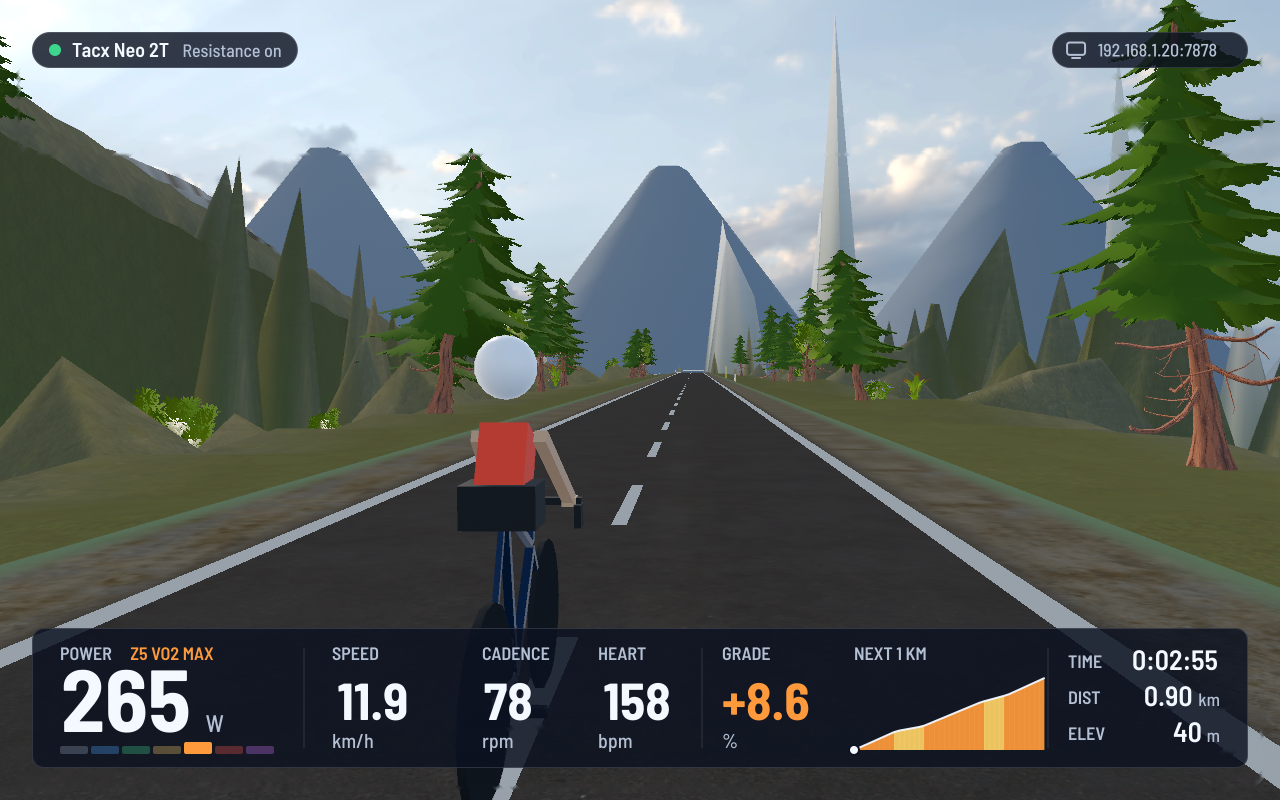 Tacx Neo 2T Resistance on
192.168.1.20:7878
POWER Z5 VO2 MAX
265 W
SPEED
11.9
km/h
CADENCE
78
rpm
HEART
158
bpm
GRADE
+8.6
%
NEXT 1 KM
TIME 0:02:55
DIST 0.90 km
ELEV 40 m